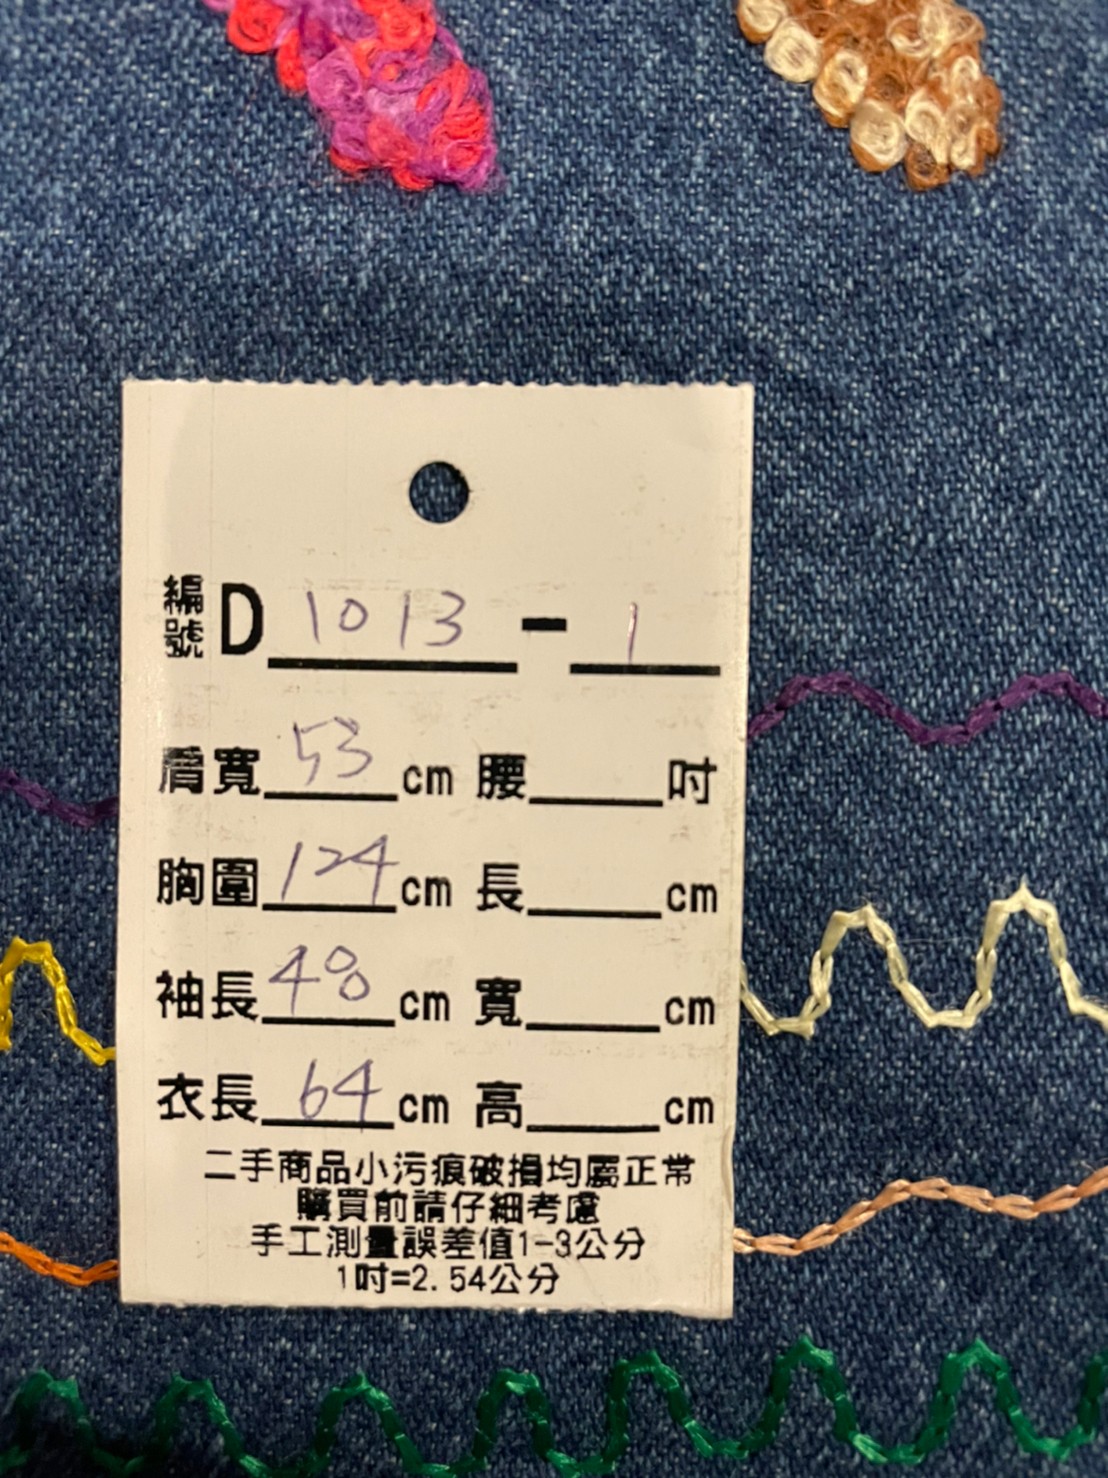 編號 D 1013 - 1
肩寬 53 cm 腰 吋
胸圍 124 cm 長 cm
袖長 48 cm 寬 cm
衣長 64 cm 高 cm
二手商品小污痕破損均屬正常
購買前請仔細考慮
手工測量誤差值1-3公分
1吋=2.54公分